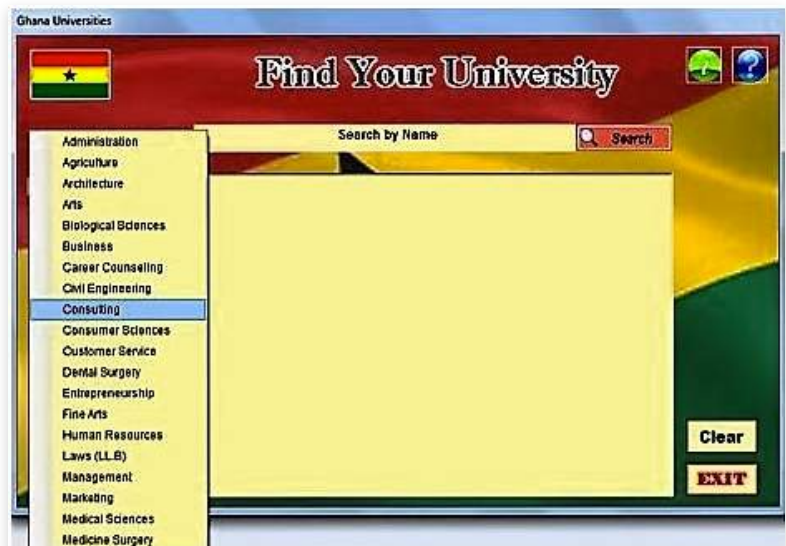 Ghana Universities
Find Your University
Search by Name
Search
Administration
Agriculture
Architecture
Arts
Biological Sciences
Business
Career Counseling
Civil Engineering
Consulting
Consumer Sciences
Customer Service
Dental Surgery
Entrepreneurship
Fine Arts
Human Resources
Laws (LL.B)
Management
Marketing
Medical Sciences
Medicine Surgery
Clear
EXIT